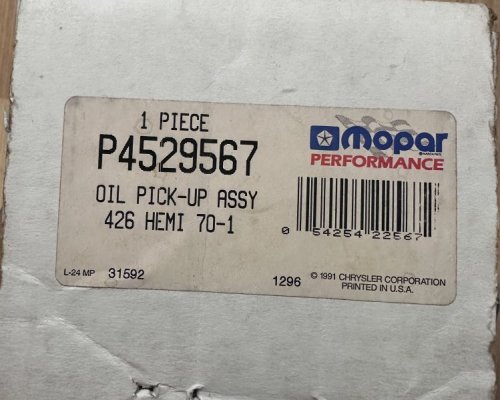 1 PIECE
P4529567
OIL PICK-UP ASSY
426 HEMI 70-1
Mopar
PERFORMANCE
0 54254 22567
L-24 MP 31592
1296
© 1991 CHRYSLER CORPORATION
PRINTED IN U.S.A.